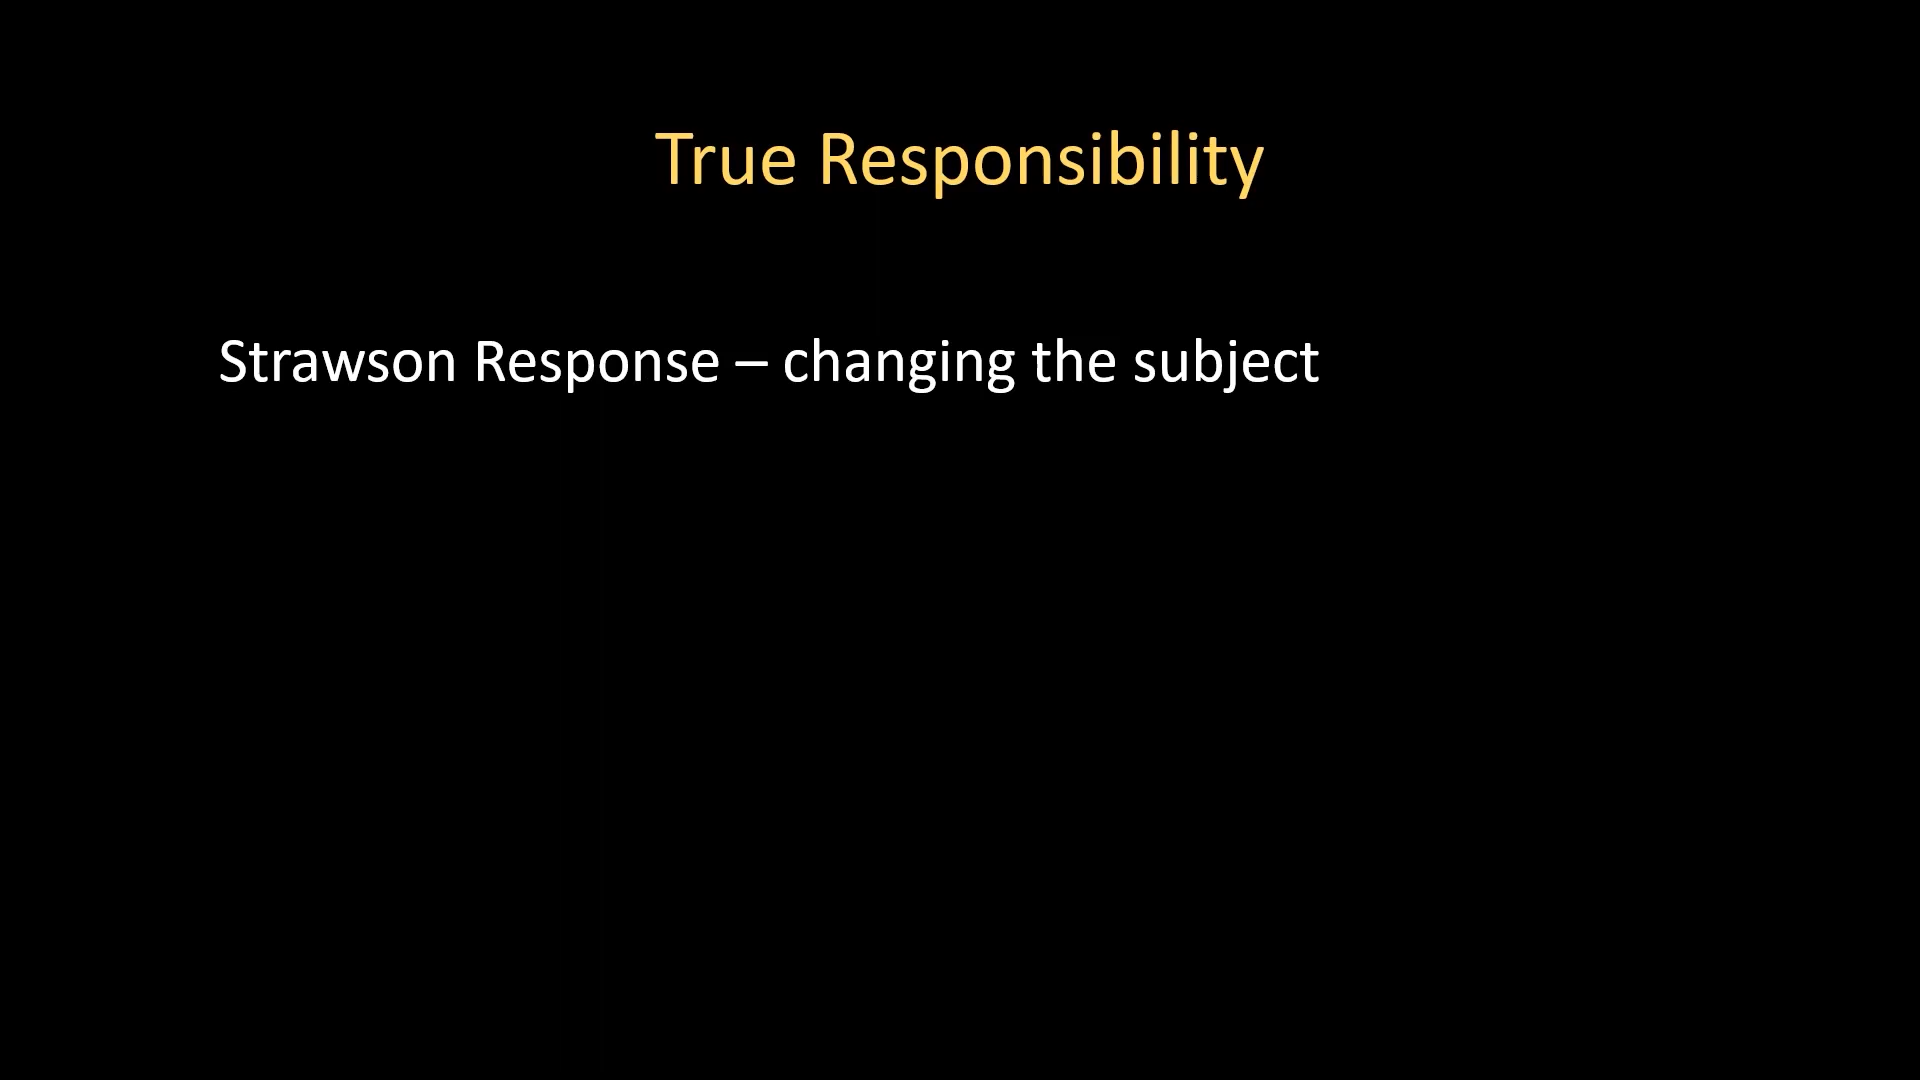 True Responsibility
Strawson Response – changing the subject